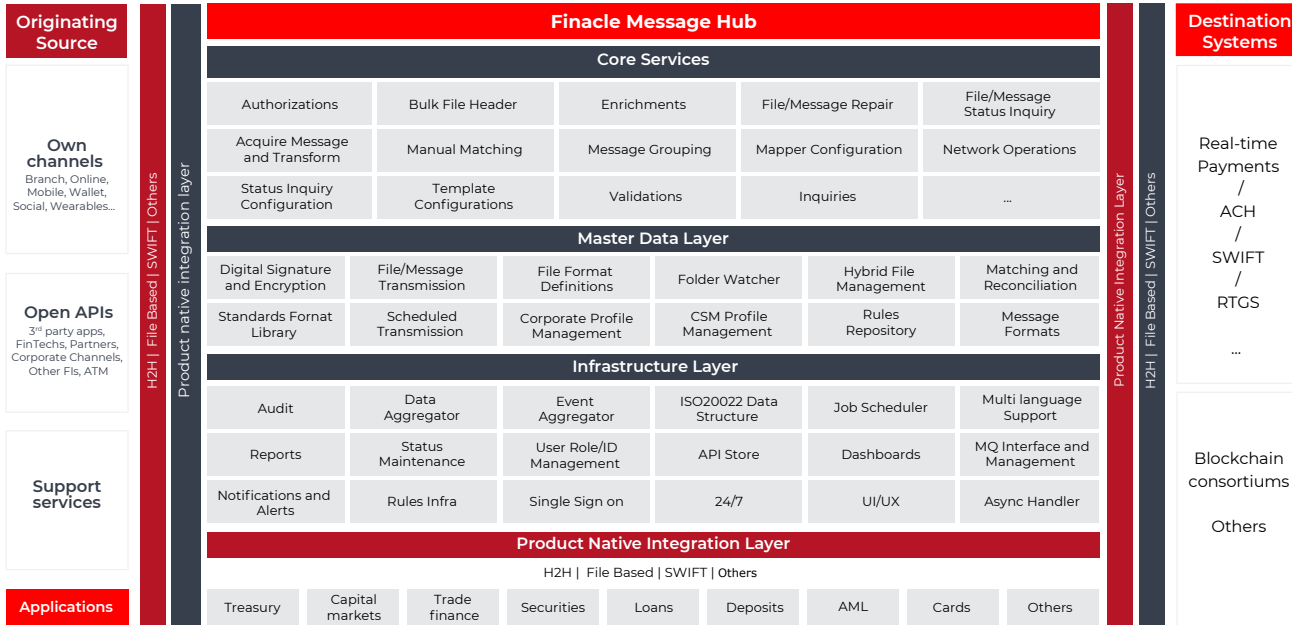 Originating
Source
Own
channels
Branch, Online,
Mobile, Wallet,
Social, Wearables...
Open APIs
3rd party apps,
FinTechs, Partners,
Corporate Channels,
Other FIs, ATM
Support
services
Applications
H2H | File Based | SWIFT | Others
Product native integration layer
Finacle Message Hub
Core Services
Authorizations
Bulk File Header
Enrichments
File/Message Repair
File/Message
Status Inquiry
Acquire Message
and Transform
Manual Matching
Message Grouping
Mapper Configuration
Network Operations
Status Inquiry
Configuration
Template
Configurations
Validations
Inquiries
...
Master Data Layer
Digital Signature
and Encryption
File/Message
Transmission
File Format
Definitions
Folder Watcher
Hybrid File
Management
Matching and
Reconciliation
Standards Fornat
Library
Scheduled
Transmission
Corporate Profile
Management
CSM Profile
Management
Rules
Repository
Message
Formats
Infrastructure Layer
Audit
Data
Aggregator
Event
Aggregator
ISO20022 Data
Structure
Job Scheduler
Multi language
Support
Reports
Status
Maintenance
User Role/ID
Management
API Store
Dashboards
MQ Interface and
Management
Notifications and
Alerts
Rules Infra
Single Sign on
24/7
UI/UX
Async Handler
Product Native Integration Layer
H2H | File Based | SWIFT | Others
Treasury
Capital
markets
Trade
finance
Securities
Loans
Deposits
AML
Cards
Others
Product Native Integration Layer
H2H | File Based | SWIFT | Others
Destination
Systems
Real-time
Payments
/
ACH
/
SWIFT
/
RTGS
...
Blockchain
consortiums
Others